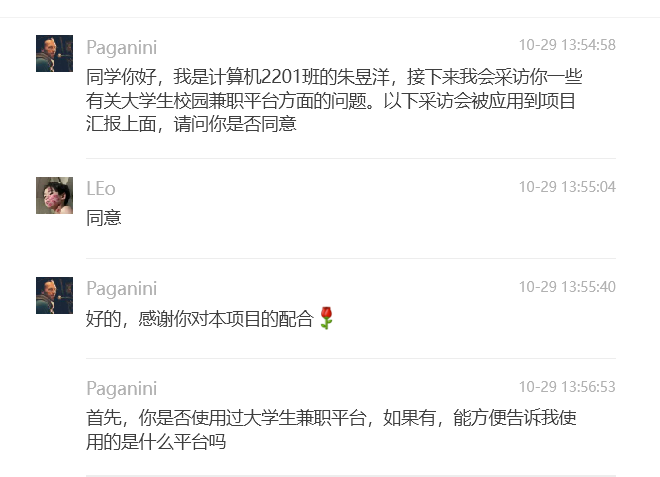 Paganini
10-29 13:54:58
同学你好，我是计算机2201班的朱昱洋，接下来我会采访你一些
有关大学生校园兼职平台方面的问题。以下采访会被应用到项目
汇报上面，请问你是否同意
LEo
10-29 13:55:04
同意
Paganini
10-29 13:55:40
好的，感谢你对本项目的配合🌹
Paganini
10-29 13:56:53
首先，你是否使用过大学生兼职平台，如果有，能方便告诉我使
用的是什么平台吗